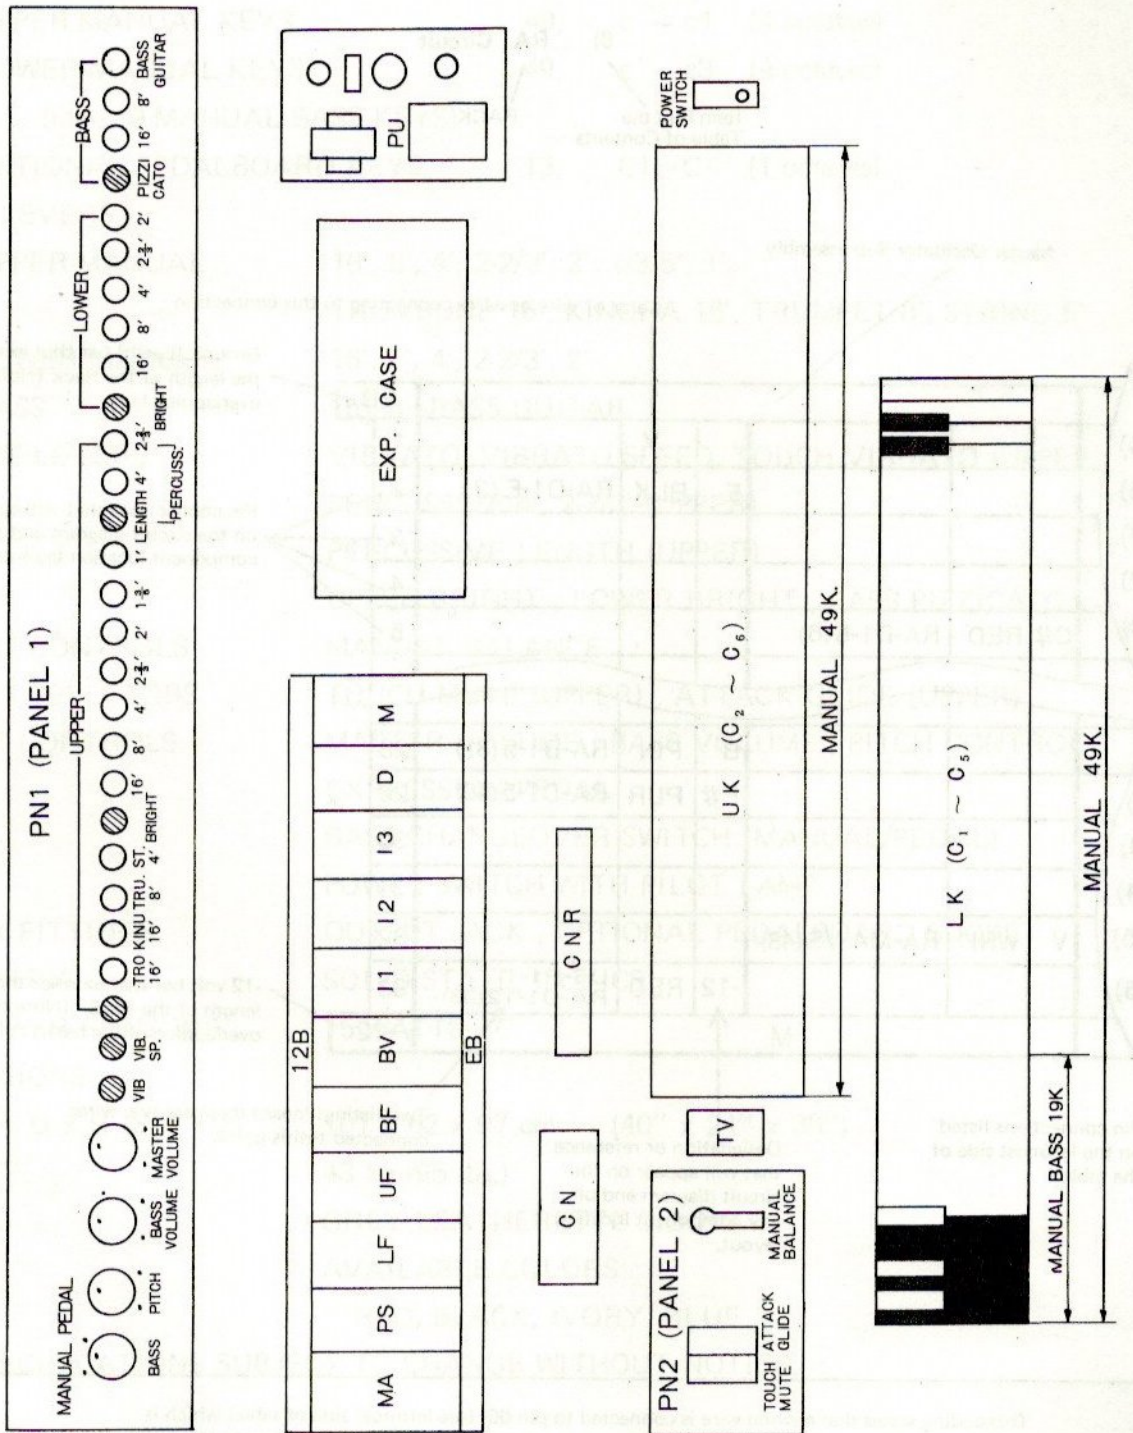 PN1 (PANEL 1)
UPPER LOWER BASS
MANUAL PEDAL
BASS PITCH BASS VOLUME MASTER VOLUME VIB VIB. SP. TRO 16' KINU 16' TRU. 8' ST. 4' BRIGHT 16' 8' 4' 2⅔' 2' 1⅗' 1' LENGTH 4' 2⅔' BRIGHT 16' 8' 4' 2⅔' 2' PIZZI CATO 16' 8' BASS GUITAR
PERCUSS.
12B
MA PS LF UF BF BV I1 I2 I3 D M
EB
EXP. CASE
PU
CN
CNR
PN2 (PANEL 2)
TOUCH MUTE
ATTACK GLIDE
MANUAL BALANCE
TV
UK (C2 ~ C6)
POWER SWITCH
MANUAL 49K.
LK (C1 ~ C5)
MANUAL BASS 19K
MANUAL 49K.